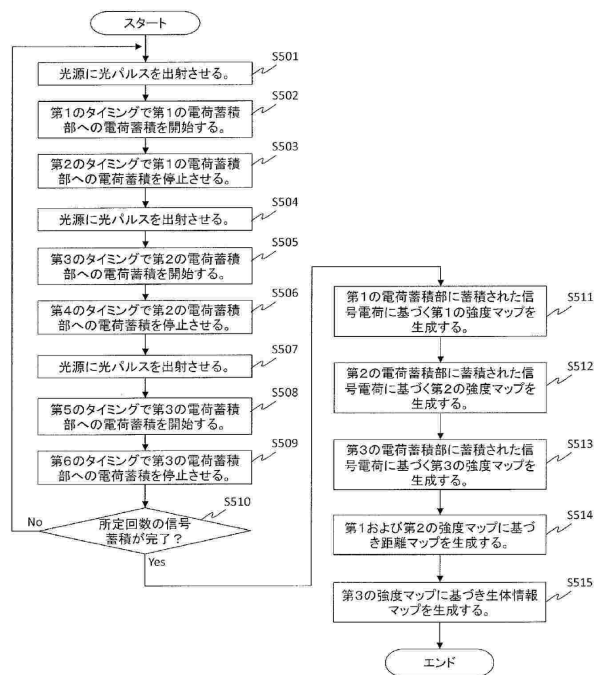 スタート
S501
光源に光パルスを出射させる。
S502
第1のタイミングで第1の電荷蓄積
部への電荷蓄積を開始する。
S503
第2のタイミングで第1の電荷蓄積
部への電荷蓄積を停止させる。
S504
光源に光パルスを出射させる。
S505
第3のタイミングで第2の電荷蓄積
部への電荷蓄積を開始する。
S506
第4のタイミングで第2の電荷蓄積
部への電荷蓄積を停止させる。
S507
光源に光パルスを出射させる。
S508
第5のタイミングで第3の電荷蓄積
部への電荷蓄積を開始する。
S509
第6のタイミングで第3の電荷蓄積
部への電荷蓄積を停止させる。
S510
所定回数の信号
蓄積が完了?
No
Yes
S511
第1の電荷蓄積部に蓄積された信
号電荷に基づく第1の強度マップを
生成する。
S512
第2の電荷蓄積部に蓄積された信
号電荷に基づく第2の強度マップを
生成する。
S513
第3の電荷蓄積部に蓄積された信
号電荷に基づく第3の強度マップを
生成する。
S514
第1および第2の強度マップに基づ
き距離マップを生成する。
S515
第3の強度マップに基づき生体情報
マップを生成する。
エンド